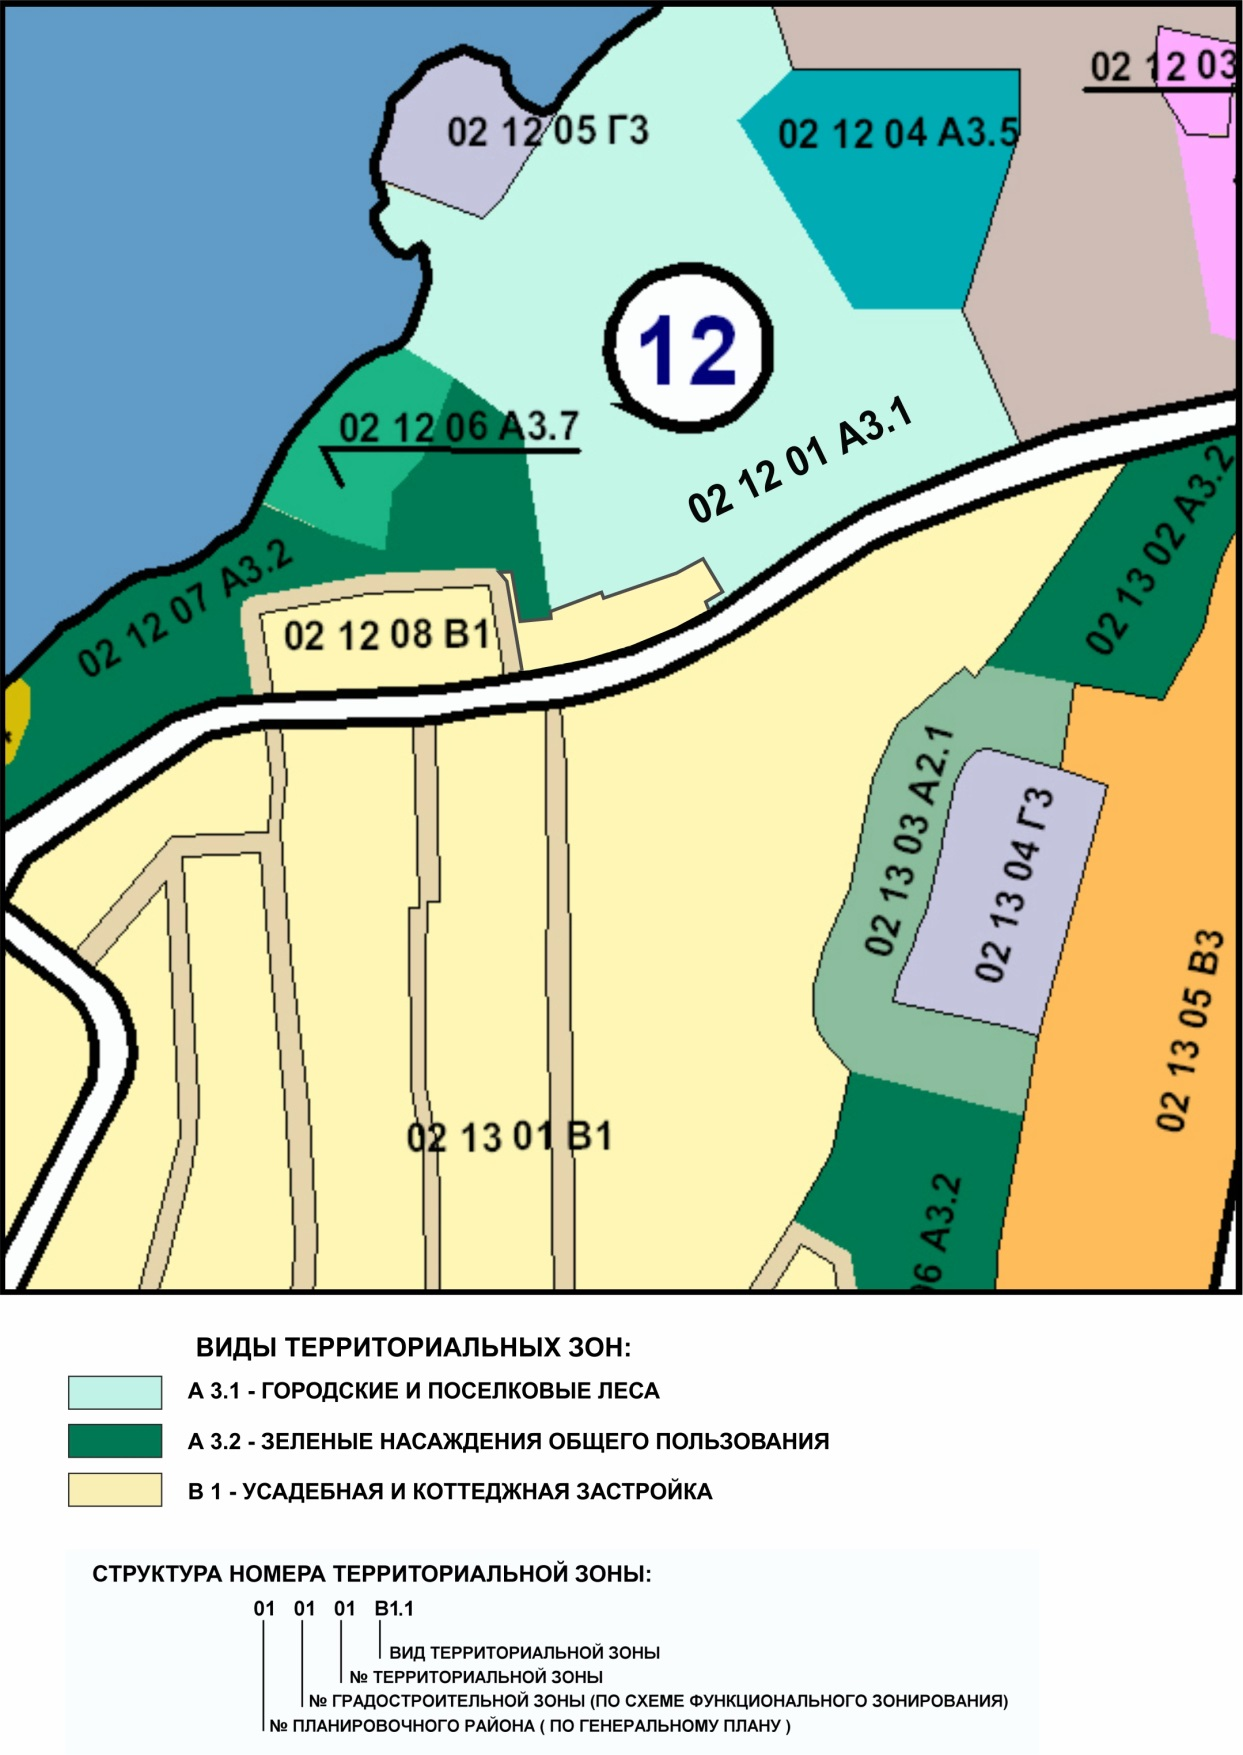 02 12 03
02 12 05 Г3
02 12 04 А3.5
12
02 12 06 А3.7
02 12 01 А3.1
02 13 02 А3.2
02 12 07 А3.2
02 12 08 В1
02 13 03 А2.1
02 13 04 Г3
02 13 05 В3
02 13 01 В1
06 А3.2
ВИДЫ ТЕРРИТОРИАЛЬНЫХ ЗОН:
А 3.1 - ГОРОДСКИЕ И ПОСЕЛКОВЫЕ ЛЕСА
А 3.2 - ЗЕЛЕНЫЕ НАСАЖДЕНИЯ ОБЩЕГО ПОЛЬЗОВАНИЯ
В 1 - УСАДЕБНАЯ И КОТТЕДЖНАЯ ЗАСТРОЙКА
СТРУКТУРА НОМЕРА ТЕРРИТОРИАЛЬНОЙ ЗОНЫ:
01 01 01 В1.1
ВИД ТЕРРИТОРИАЛЬНОЙ ЗОНЫ
№ ТЕРРИТОРИАЛЬНОЙ ЗОНЫ
№ ГРАДОСТРОИТЕЛЬНОЙ ЗОНЫ (ПО СХЕМЕ ФУНКЦИОНАЛЬНОГО ЗОНИРОВАНИЯ)
№ ПЛАНИРОВОЧНОГО РАЙОНА ( ПО ГЕНЕРАЛЬНОМУ ПЛАНУ )